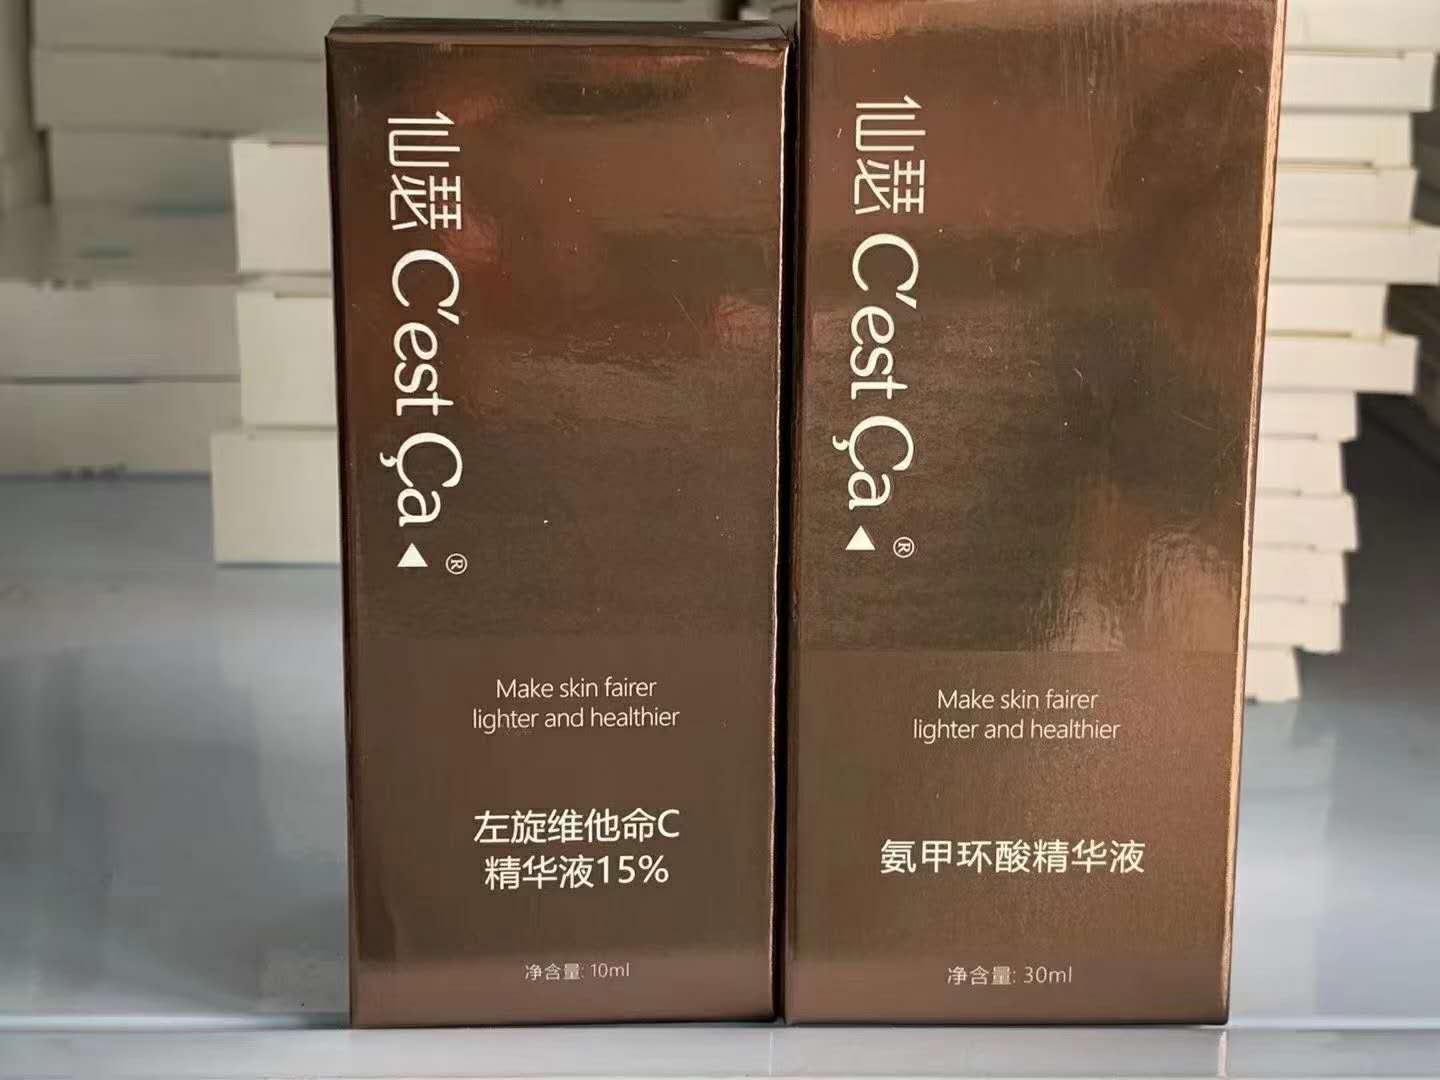 仙瑟 C'est Ça ®
Make skin fairer
lighter and healthier
左旋维他命C
精华液15%
净含量: 10ml
仙瑟 C'est Ça ®
Make skin fairer
lighter and healthier
氨甲环酸精华液
净含量: 30ml